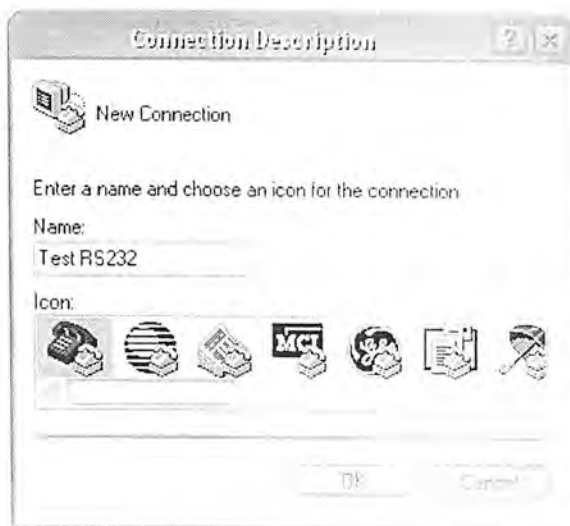 Connection Description
New Connection
Enter a name and choose an icon for the connection
Name:
Test RS232
Icon:
MCI
OK
Cancel